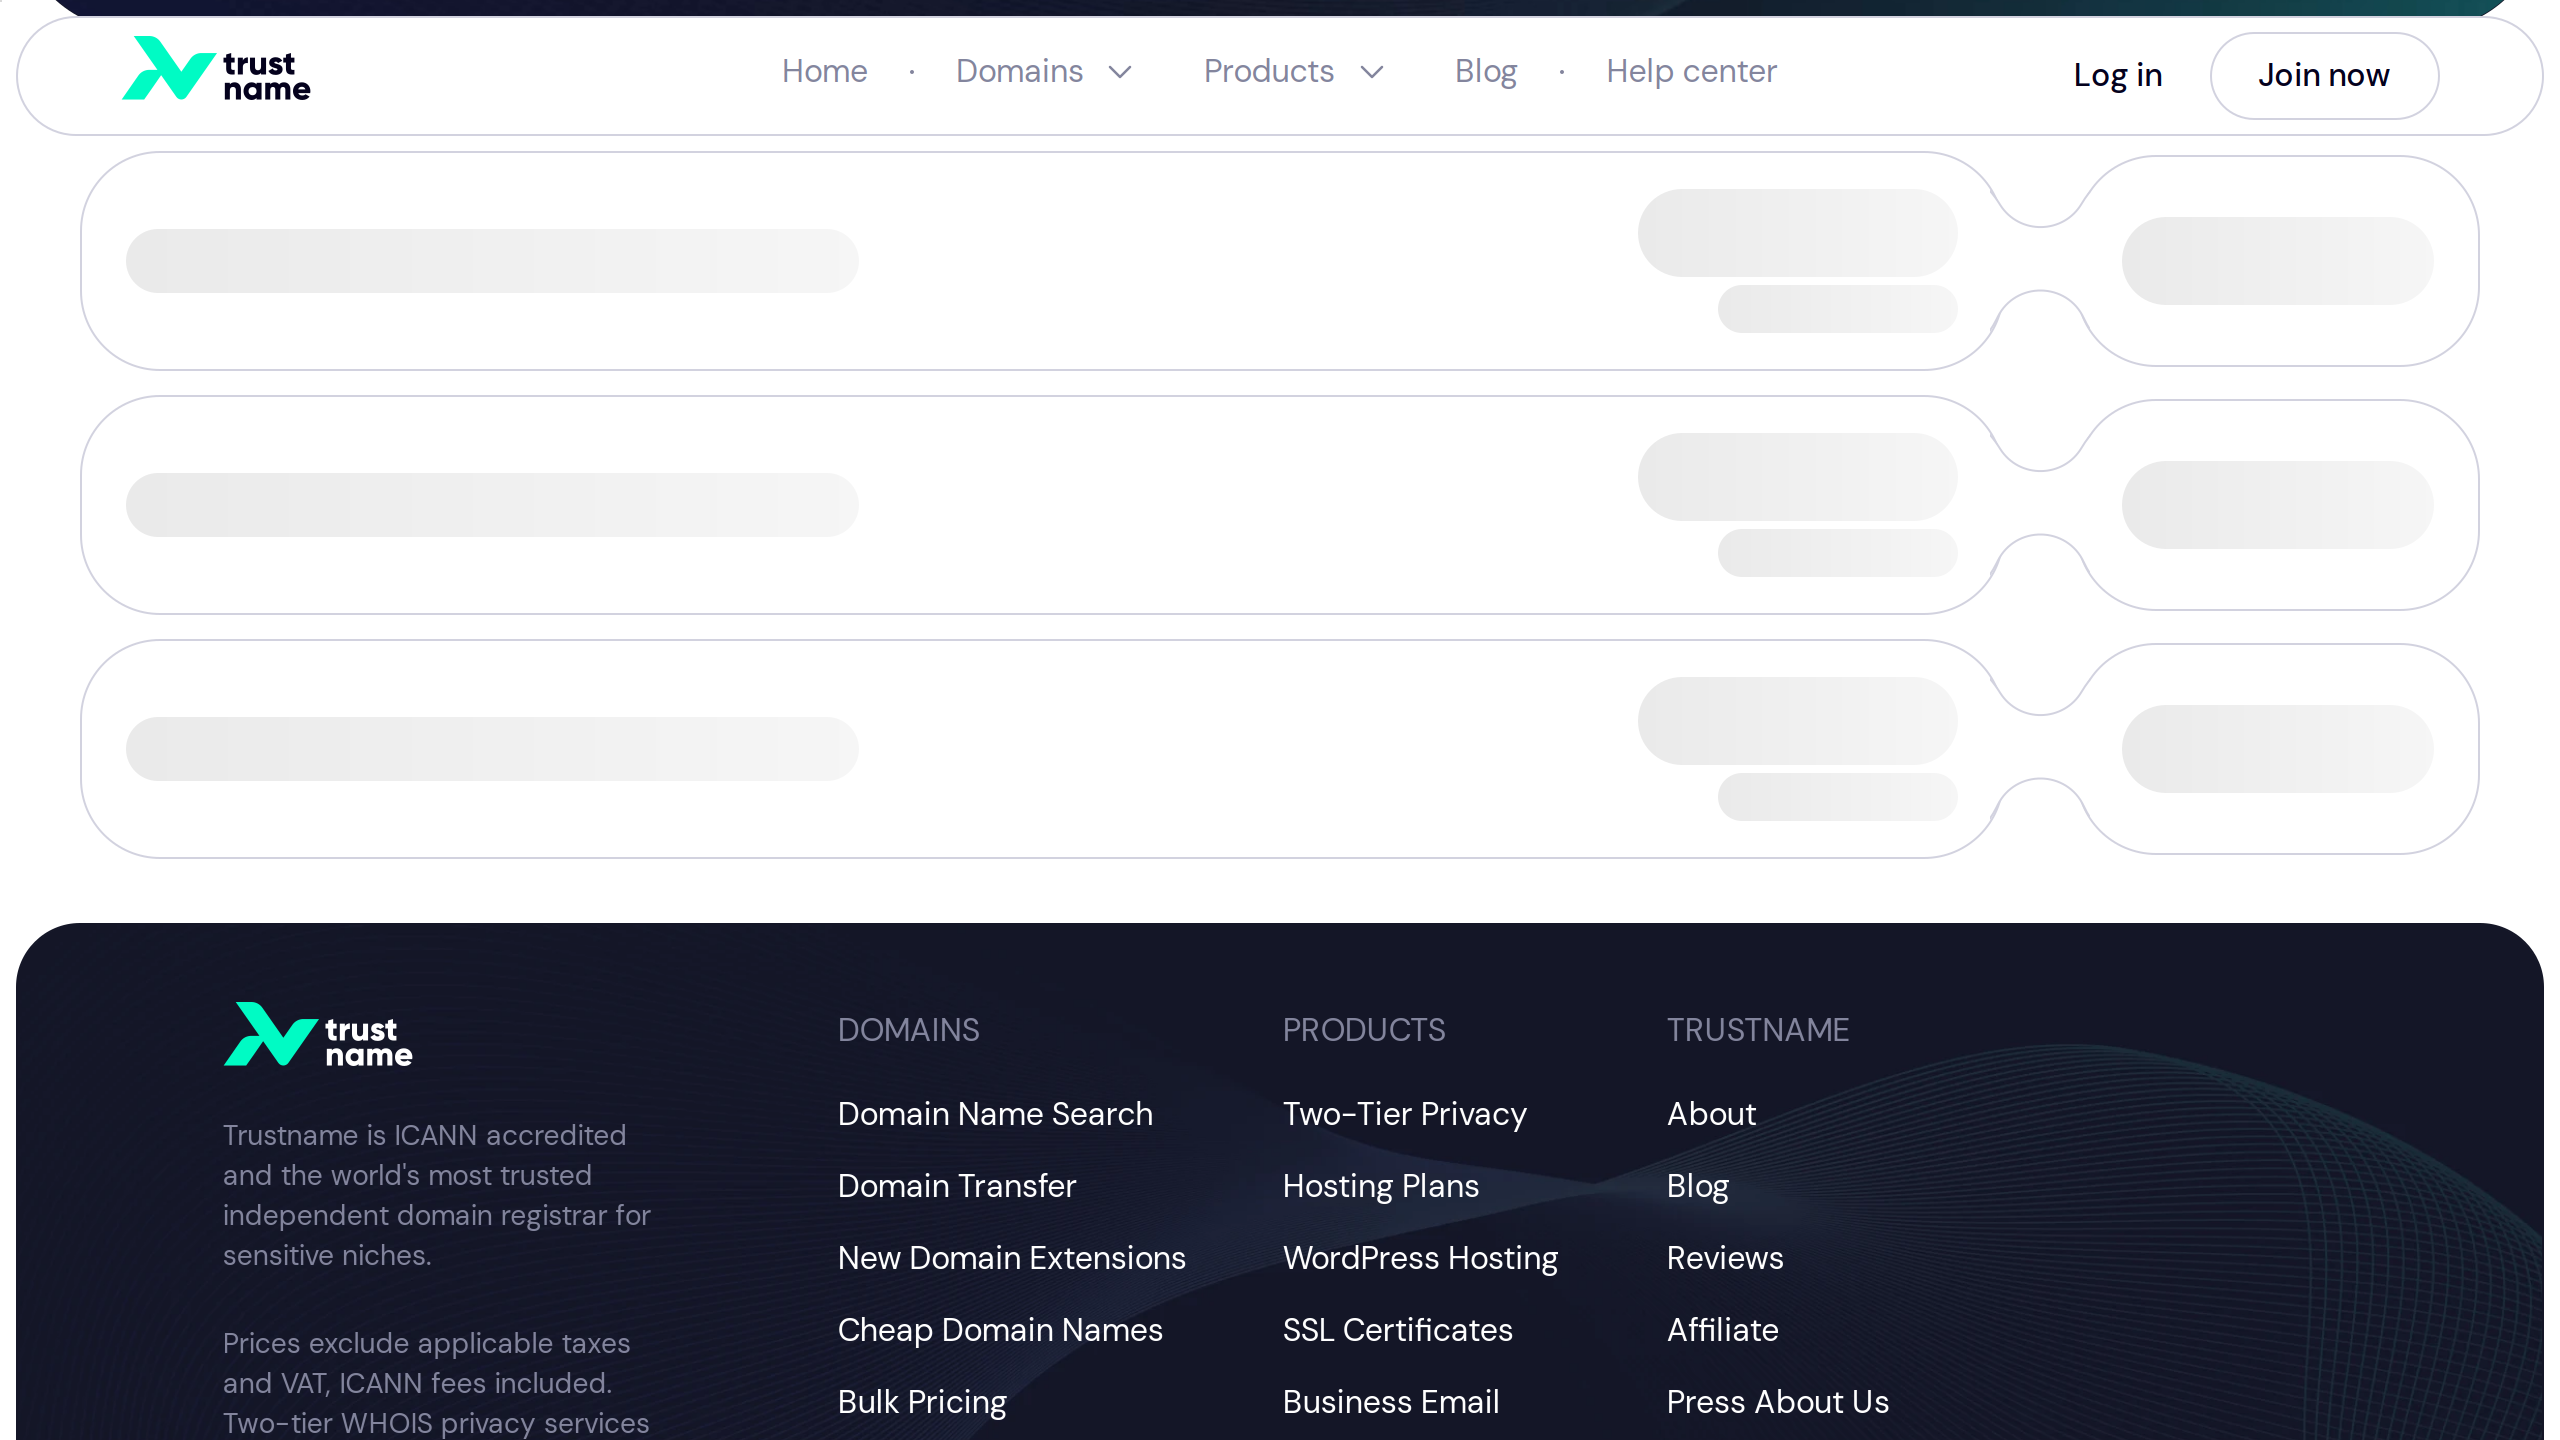 trust
name
Home · Domains Products Blog · Help center
Log in
Join now
trust
name
Trustname is ICANN accredited
and the world's most trusted
independent domain registrar for
sensitive niches.
Prices exclude applicable taxes
and VAT, ICANN fees included.
Two-tier WHOIS privacy services
DOMAINS
Domain Name Search
Domain Transfer
New Domain Extensions
Cheap Domain Names
Bulk Pricing
PRODUCTS
Two-Tier Privacy
Hosting Plans
WordPress Hosting
SSL Certificates
Business Email
TRUSTNAME
About
Blog
Reviews
Affiliate
Press About Us